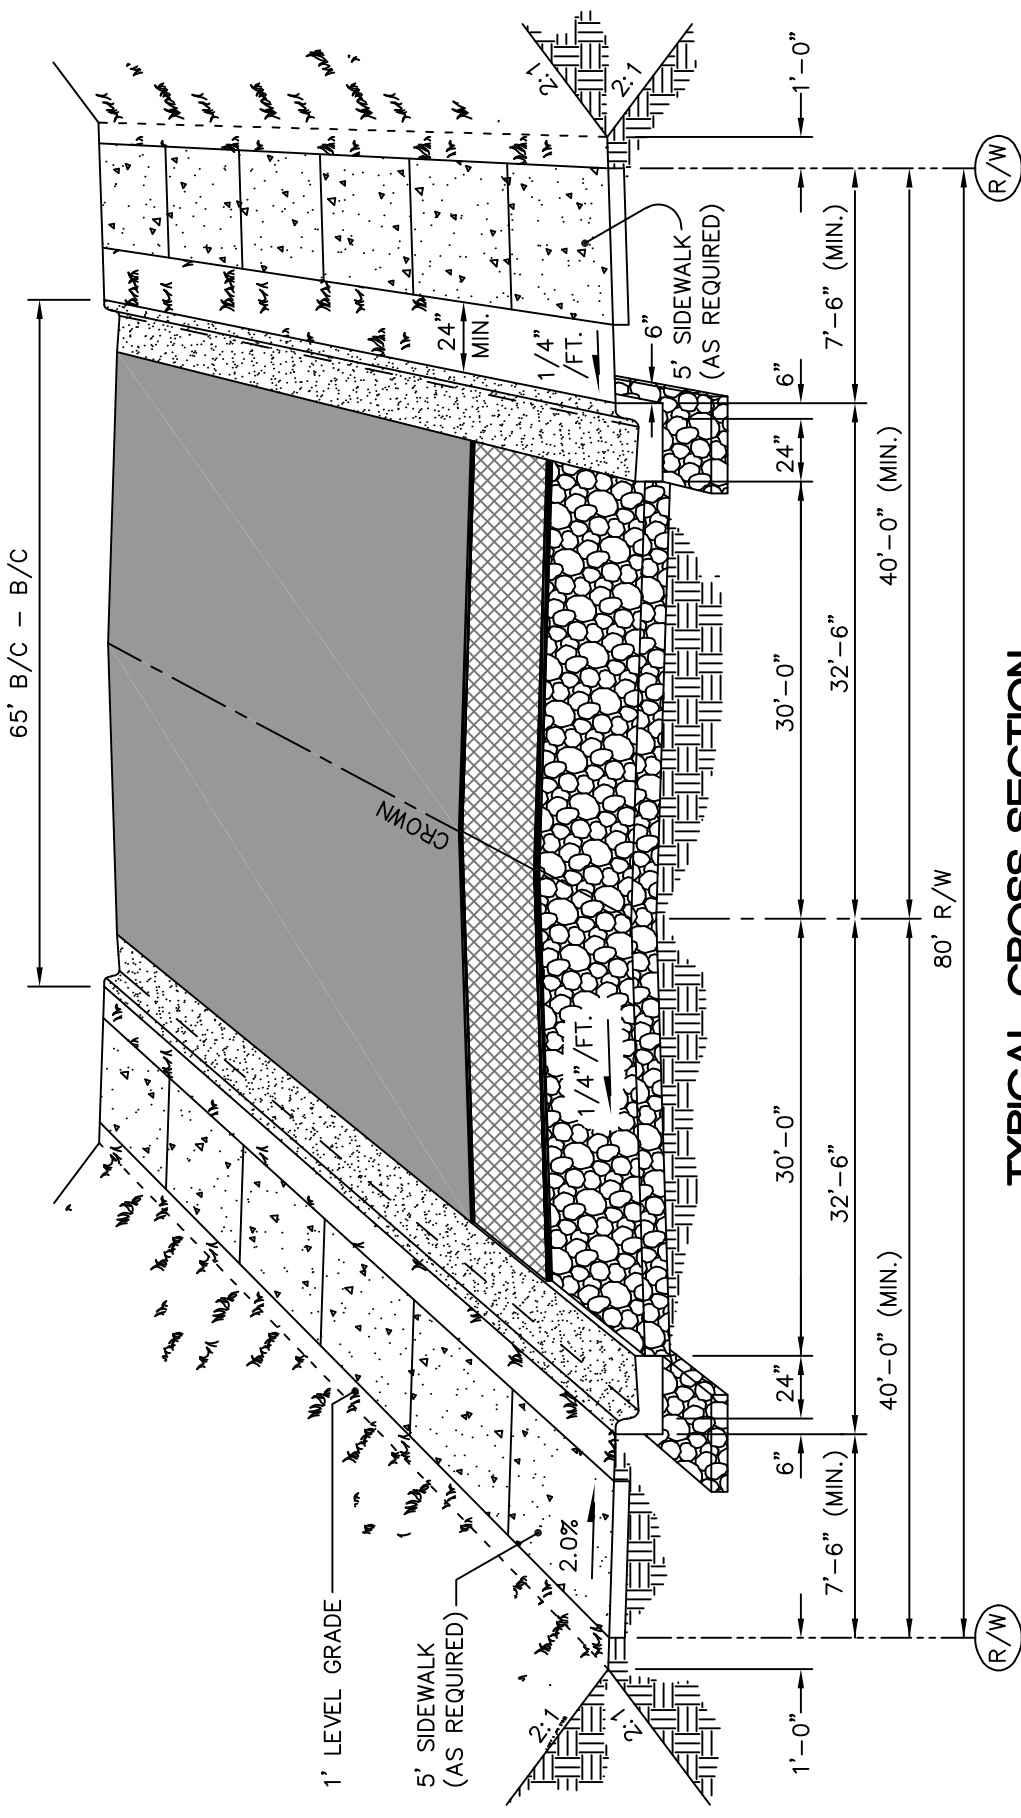 65' B/C – B/C
CROWN
24"
MIN.
1/4"
/FT.
6"
5' SIDEWALK
(AS REQUIRED)
2:1
2:1
1' LEVEL GRADE
5' SIDEWALK
(AS REQUIRED)
2.0%
1/4" /FT.
2:1
2:1
1'-0"
6"
24"
30'-0"
30'-0"
24"
6"
1'-0"
7'-6" (MIN.)
32'-6"
32'-6"
7'-6" (MIN.)
40'-0" (MIN.)
40'-0" (MIN.)
80' R/W
R/W
R/W
TYPICAL CROSS SECTION